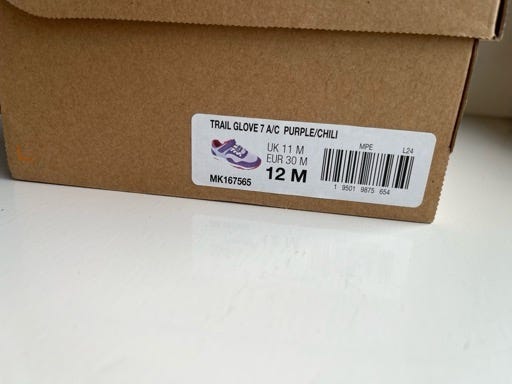 TRAIL GLOVE 7 A/C PURPLE/CHILI
UK 11 M
EUR 30 M
12 M
MK167565
MPE L24
1 9501 9875 654